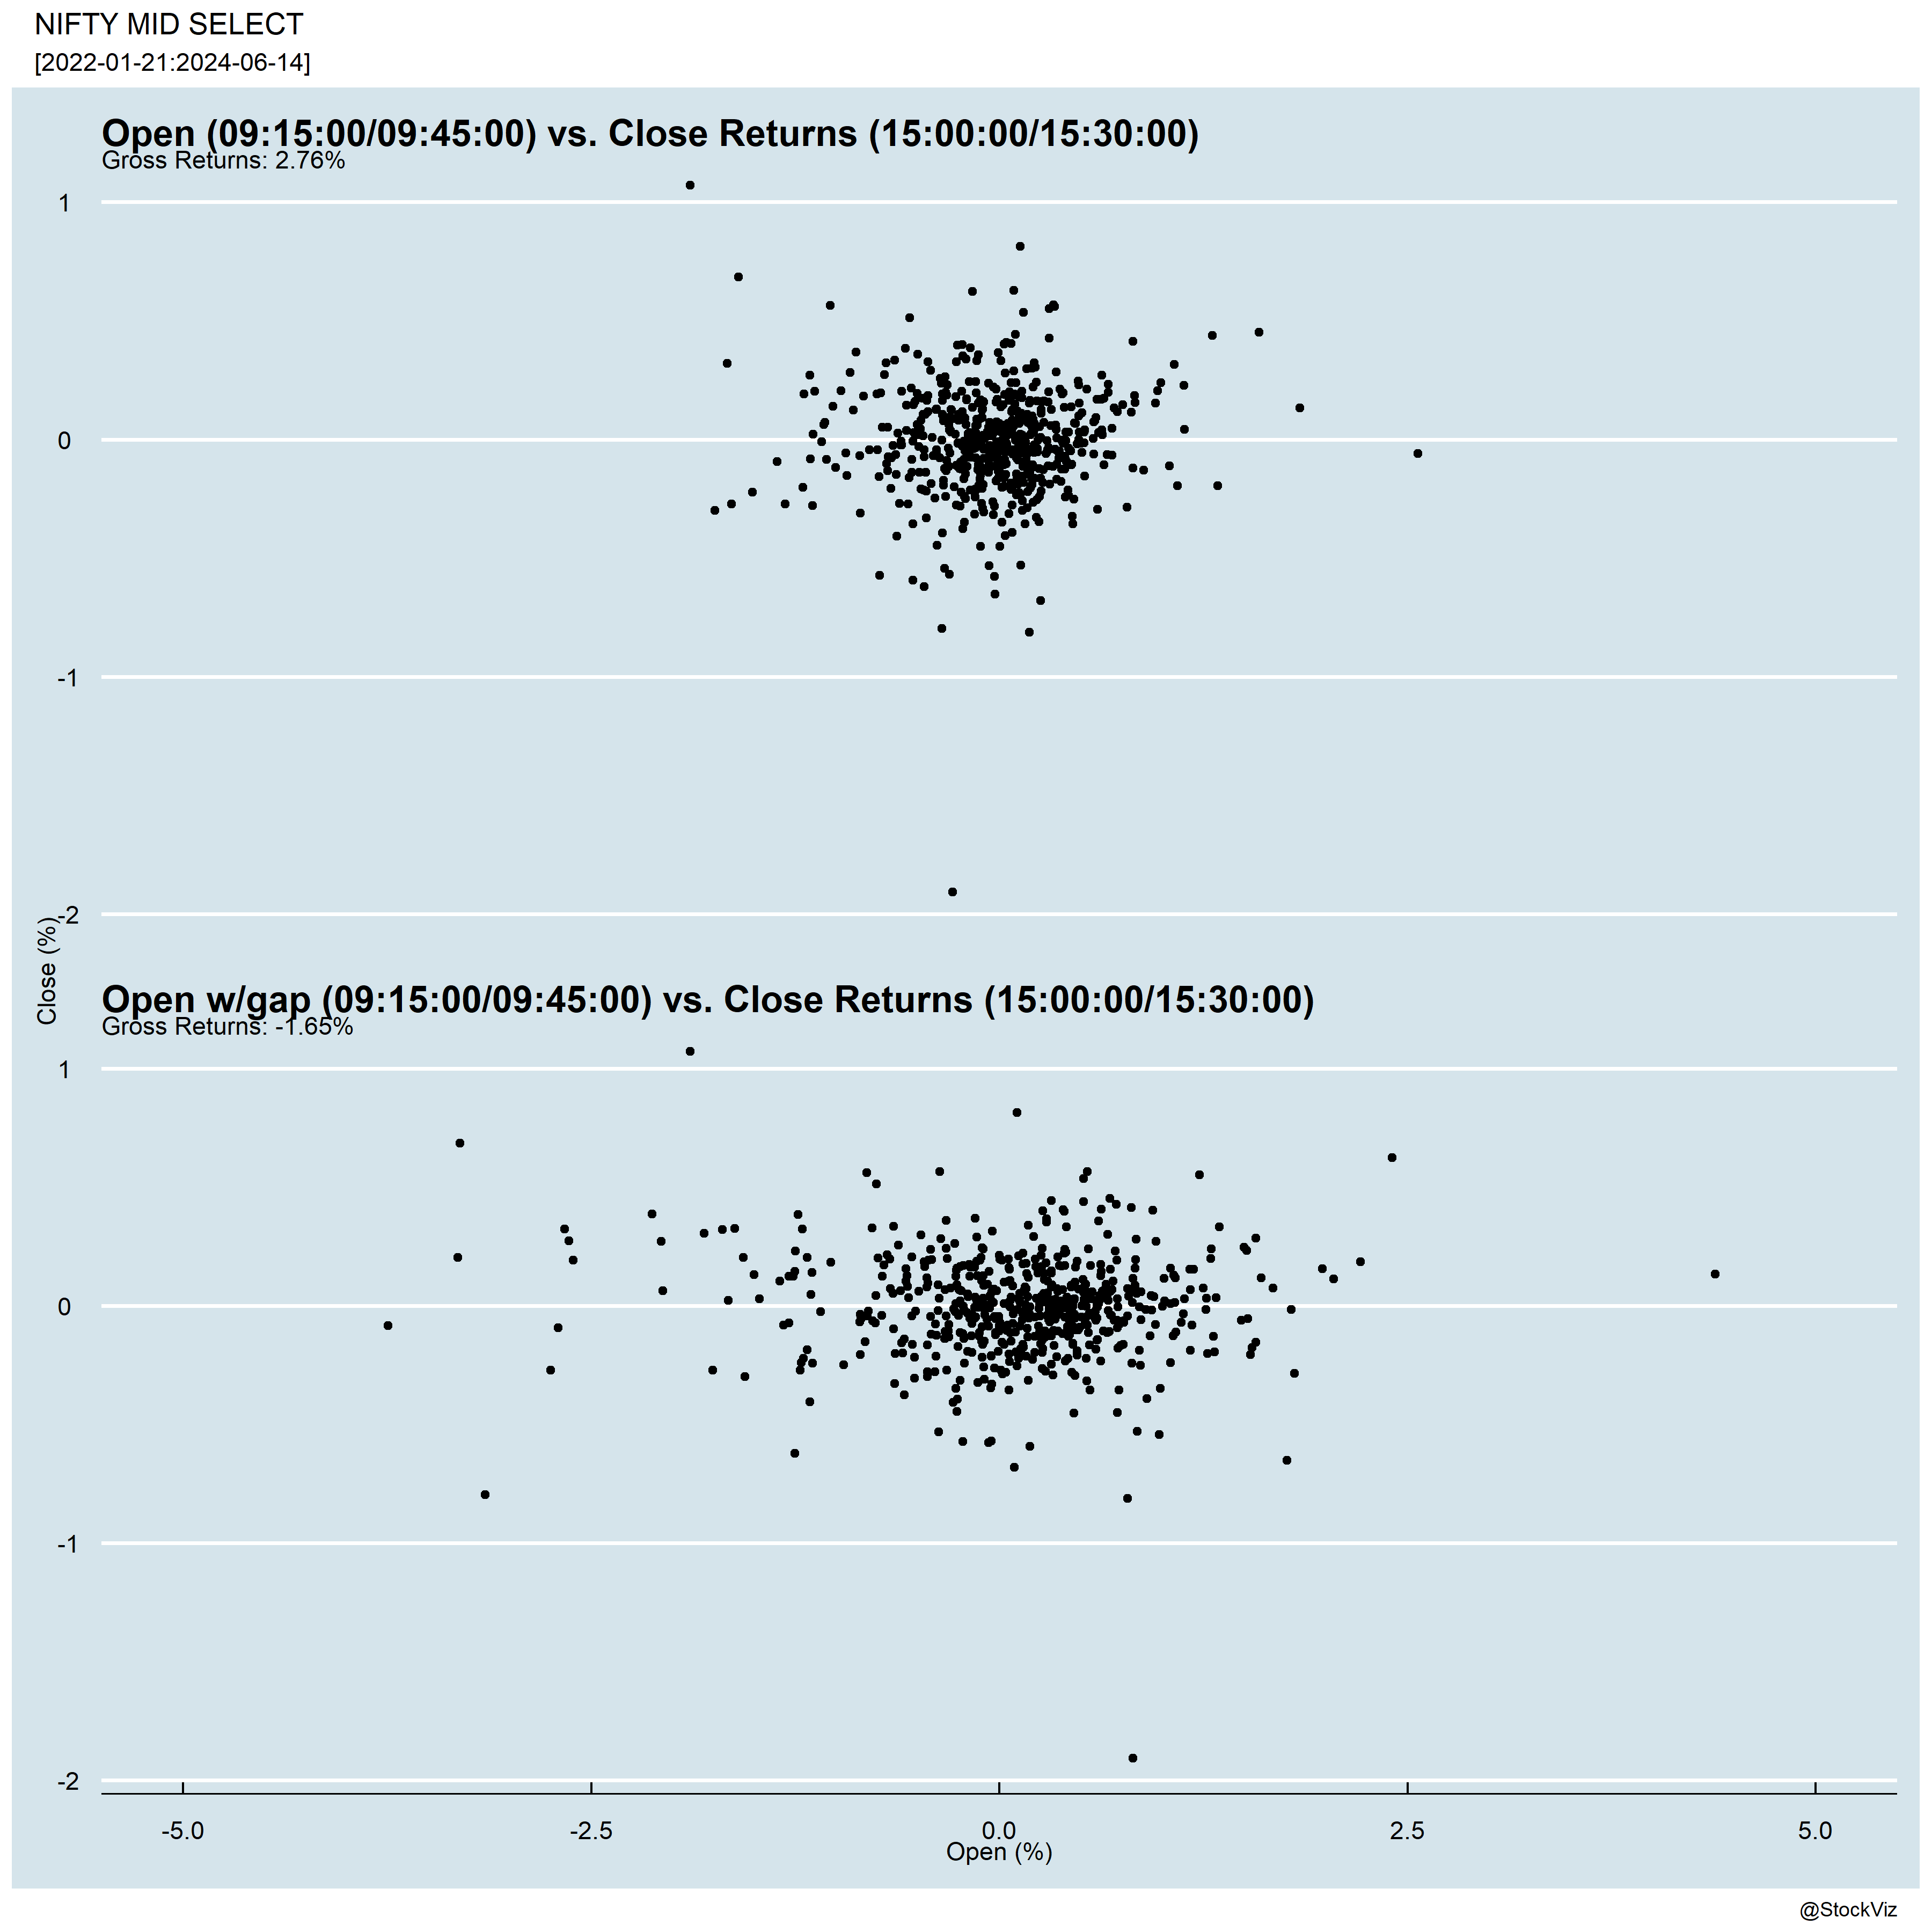 NIFTY MID SELECT
[2022-01-21:2024-06-14]
Open (09:15:00/09:45:00) vs. Close Returns (15:00:00/15:30:00)
Gross Returns: 2.76%
1
0
-1
-2
Close (%)
Open w/gap (09:15:00/09:45:00) vs. Close Returns (15:00:00/15:30:00)
Gross Returns: -1.65%
1
0
-1
-2
-5.0 -2.5 0.0 2.5 5.0
Open (%)
@StockViz